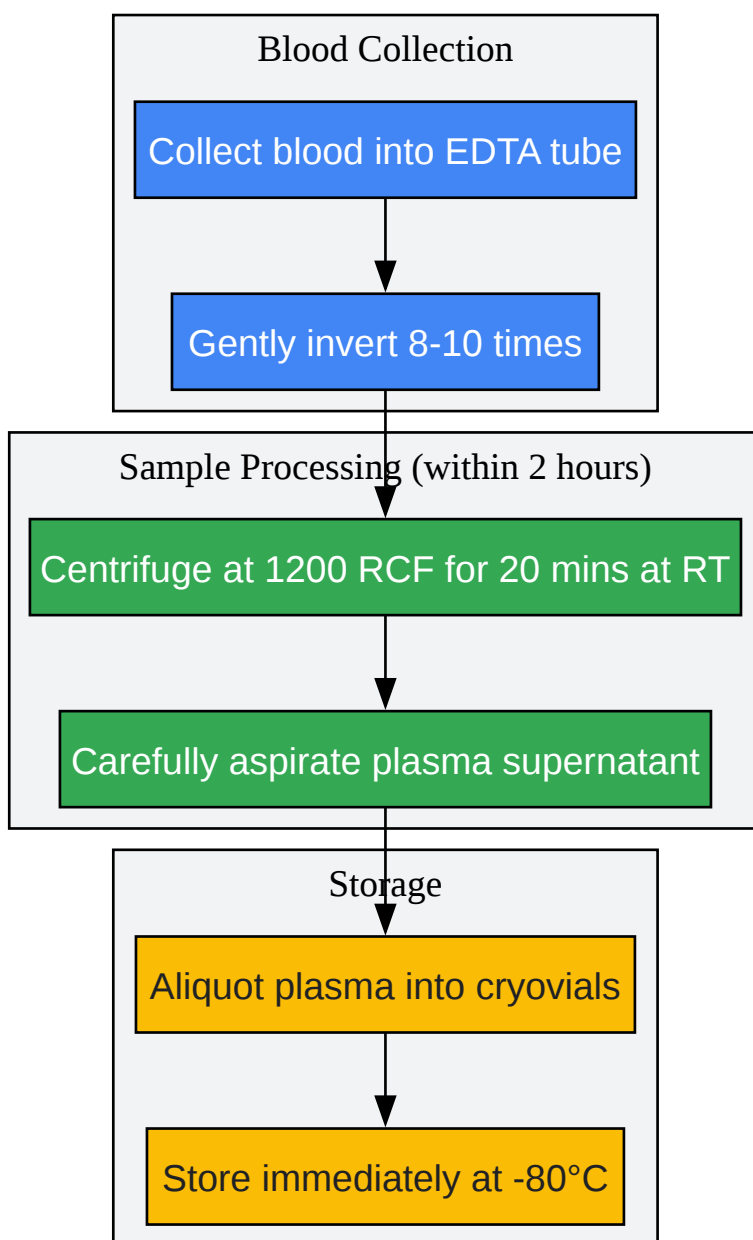 Blood Collection
Collect blood into EDTA tube
Gently invert 8-10 times
Sample Processing (within 2 hours)
Centrifuge at 1200 RCF for 20 mins at RT
Carefully aspirate plasma supernatant
Storage
Aliquot plasma into cryovials
Store immediately at -80°C